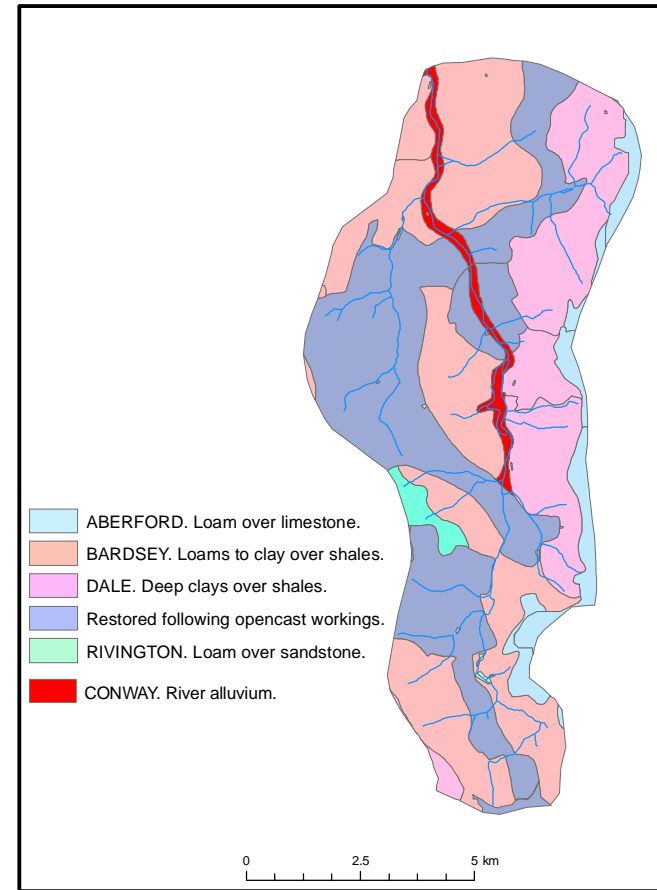 ABERFORD. Loam over limestone.
BARDSEY. Loams to clay over shales.
DALE. Deep clays over shales.
Restored following opencast workings.
RIVINGTON. Loam over sandstone.
CONWAY. River alluvium.
0 2.5 5 km